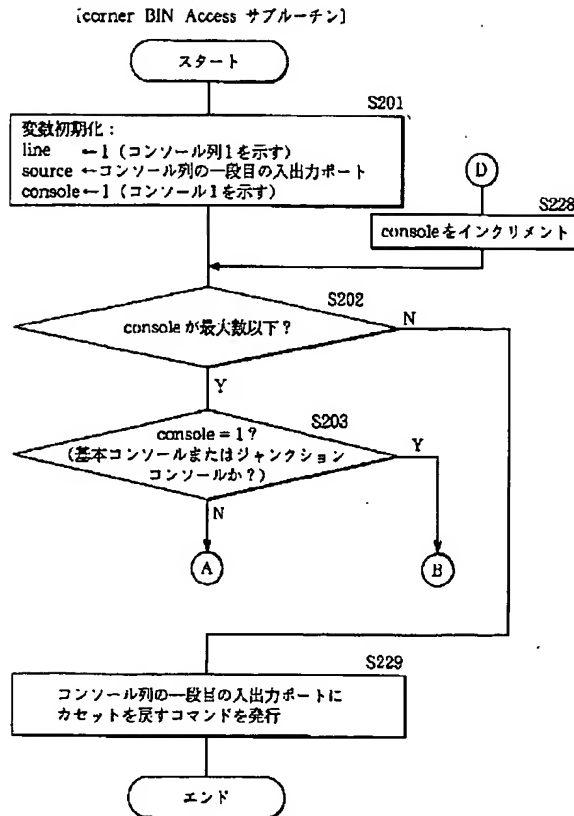 [corner BIN Access サブルーチン]
スタート
S201
変数初期化：
line ←1（コンソール列1を示す）
source ←コンソール列の一段目の入出力ポート
console←1（コンソール1を示す）
D
S228
consoleをインクリメント
S202
consoleが最大数以下？
N
Y
S203
console＝1？
（基本コンソールまたはジャンクション
コンソールか？）
Y
N
A
B
S229
コンソール列の一段目の入出力ポートに
カセットを戻すコマンドを発行
エンド